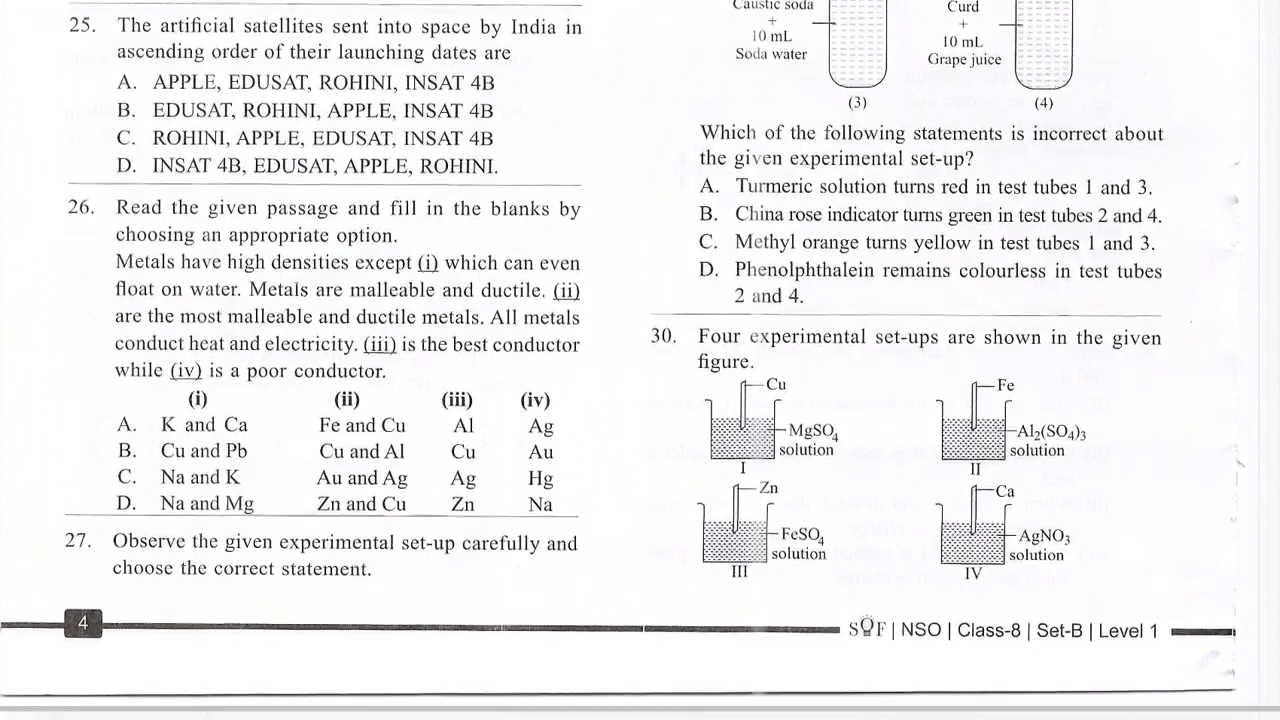 25. The artificial satellites sent into space by India in
ascending order of their launching dates are
A. APPLE, EDUSAT, ROHINI, INSAT 4B
B. EDUSAT, ROHINI, APPLE, INSAT 4B
C. ROHINI, APPLE, EDUSAT, INSAT 4B
D. INSAT 4B, EDUSAT, APPLE, ROHINI.
26. Read the given passage and fill in the blanks by
choosing an appropriate option.
Metals have high densities except (i) which can even
float on water. Metals are malleable and ductile. (ii)
are the most malleable and ductile metals. All metals
conduct heat and electricity. (iii) is the best conductor
while (iv) is a poor conductor.
(i) (ii) (iii) (iv)
A. K and Ca Fe and Cu Al Ag
B. Cu and Pb Cu and Al Cu Au
C. Na and K Au and Ag Ag Hg
D. Na and Mg Zn and Cu Zn Na
27. Observe the given experimental set-up carefully and
choose the correct statement.
Caustic soda
+
10 mL
Soda water
(3)
Curd
+
10 mL
Grape juice
(4)
Which of the following statements is incorrect about
the given experimental set-up?
A. Turmeric solution turns red in test tubes 1 and 3.
B. China rose indicator turns green in test tubes 2 and 4.
C. Methyl orange turns yellow in test tubes 1 and 3.
D. Phenolphthalein remains colourless in test tubes
2 and 4.
30. Four experimental set-ups are shown in the given
figure.
Cu
MgSO₄
solution
I
Fe
Al₂(SO₄)₃
solution
II
Zn
FeSO₄
solution
III
Ca
AgNO₃
solution
IV
4
SOF | NSO | Class-8 | Set-B | Level 1